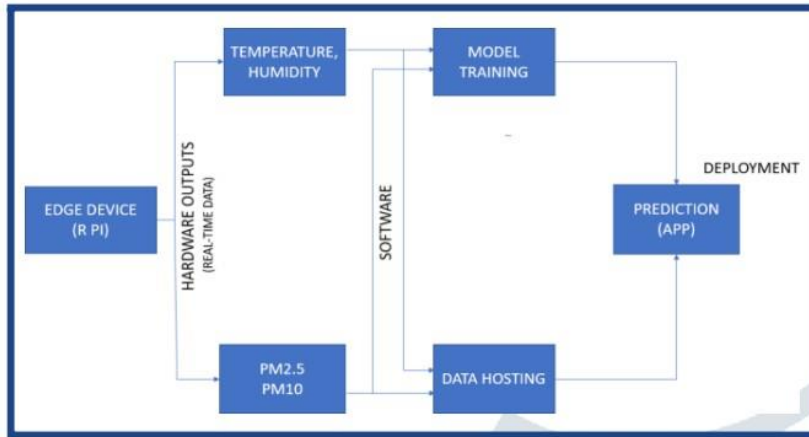 TEMPERATURE,
HUMIDITY
MODEL
TRAINING
DEPLOYMENT
EDGE DEVICE
(R PI)
HARDWARE OUTPUTS
(REAL-TIME DATA)
SOFTWARE
PREDICTION
(APP)
PM2.5
PM10
DATA HOSTING